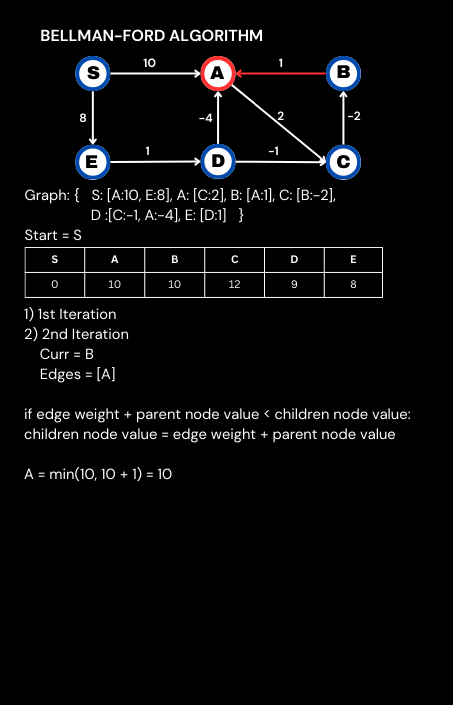 BELLMAN-FORD ALGORITHM
S 10 A 1 B
8 -4 2 -2
E 1 D -1 C
Graph: { S: [A:10, E:8], A: [C:2], B: [A:1], C: [B:-2],
D :[C:-1, A:-4], E: [D:1] }
Start = S
S A B C D E
0 10 10 12 9 8
1) 1st Iteration
2) 2nd Iteration
Curr = B
Edges = [A]
if edge weight + parent node value < children node value:
children node value = edge weight + parent node value
A = min(10, 10 + 1) = 10